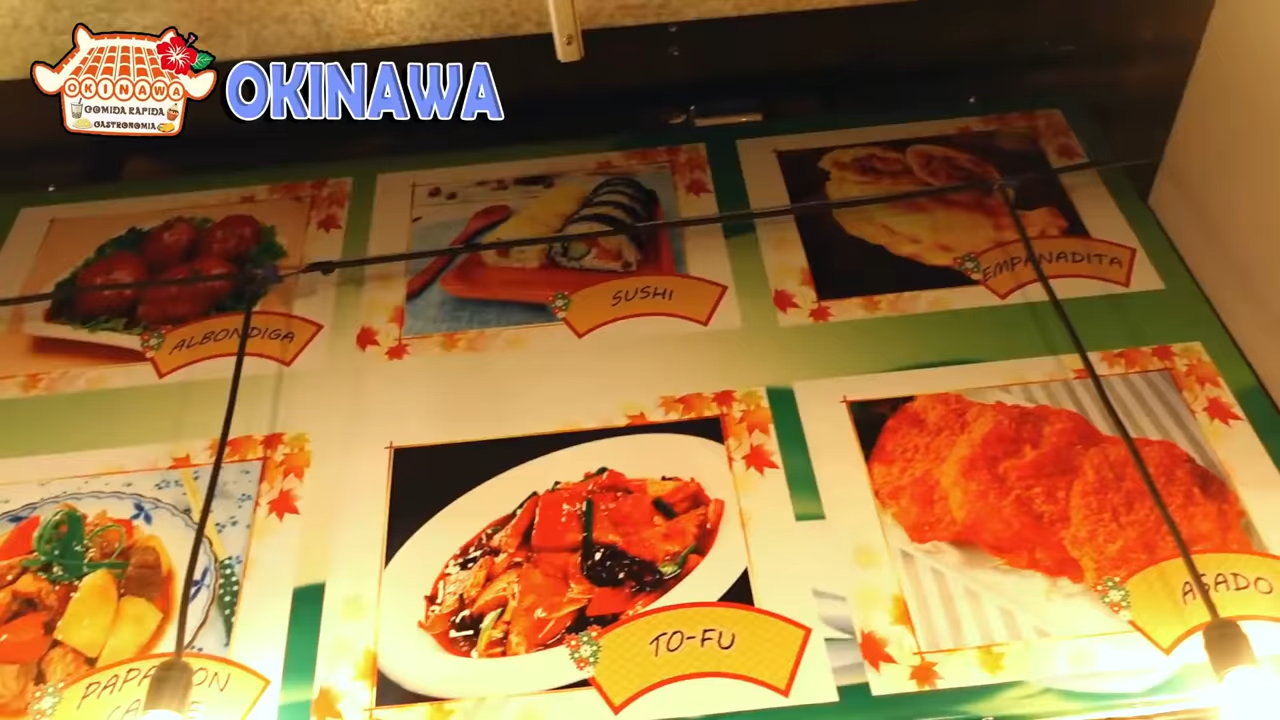 OKINAWA
COMIDA RAPIDA
GASTRONOMIA
OKINAWA
ALBONDIGA
SUSHI
EMPANADITA
TO-FU
ASADO